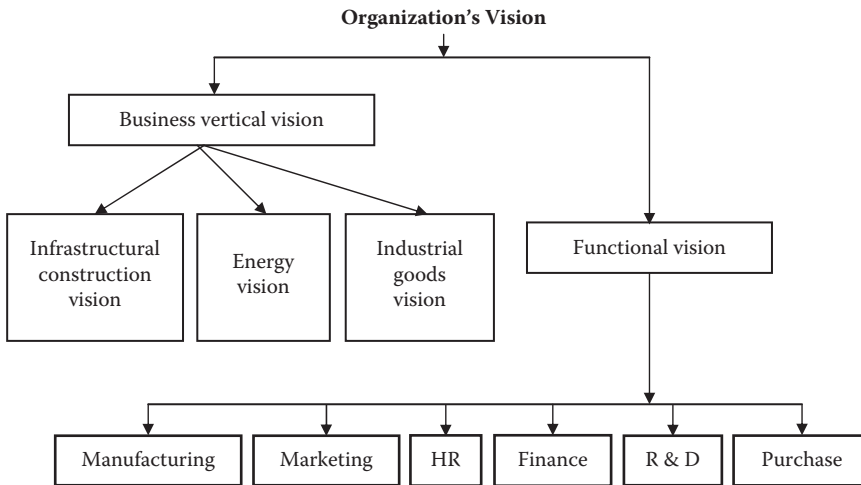 Organization's Vision
Business vertical vision
Infrastructural
construction
vision
Energy
vision
Industrial
goods
vision
Functional vision
Manufacturing
Marketing
HR
Finance
R & D
Purchase